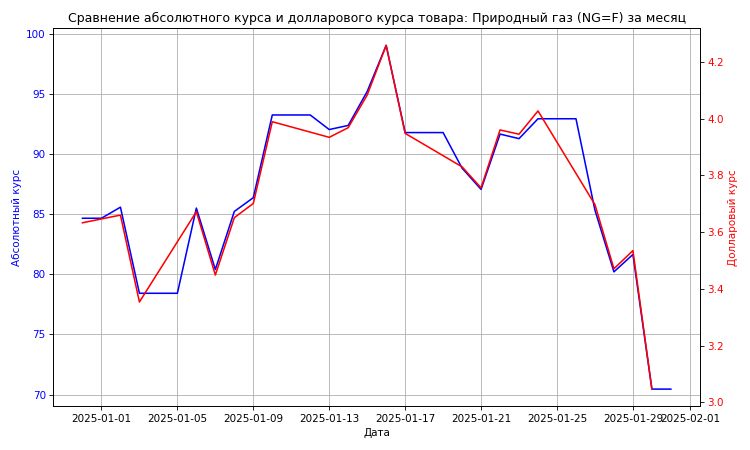 Сравнение абсолютного курса и долларового курса товара: Природный газ (NG=F) за месяц
Абсолютный курс
100
95
90
85
80
75
70
4.2
4.0
3.8
3.6
3.4
3.2
3.0
Долларовый курс
2025-01-01 2025-01-05 2025-01-09 2025-01-13 2025-01-17 2025-01-21 2025-01-25 2025-01-29 2025-02-01
Дата